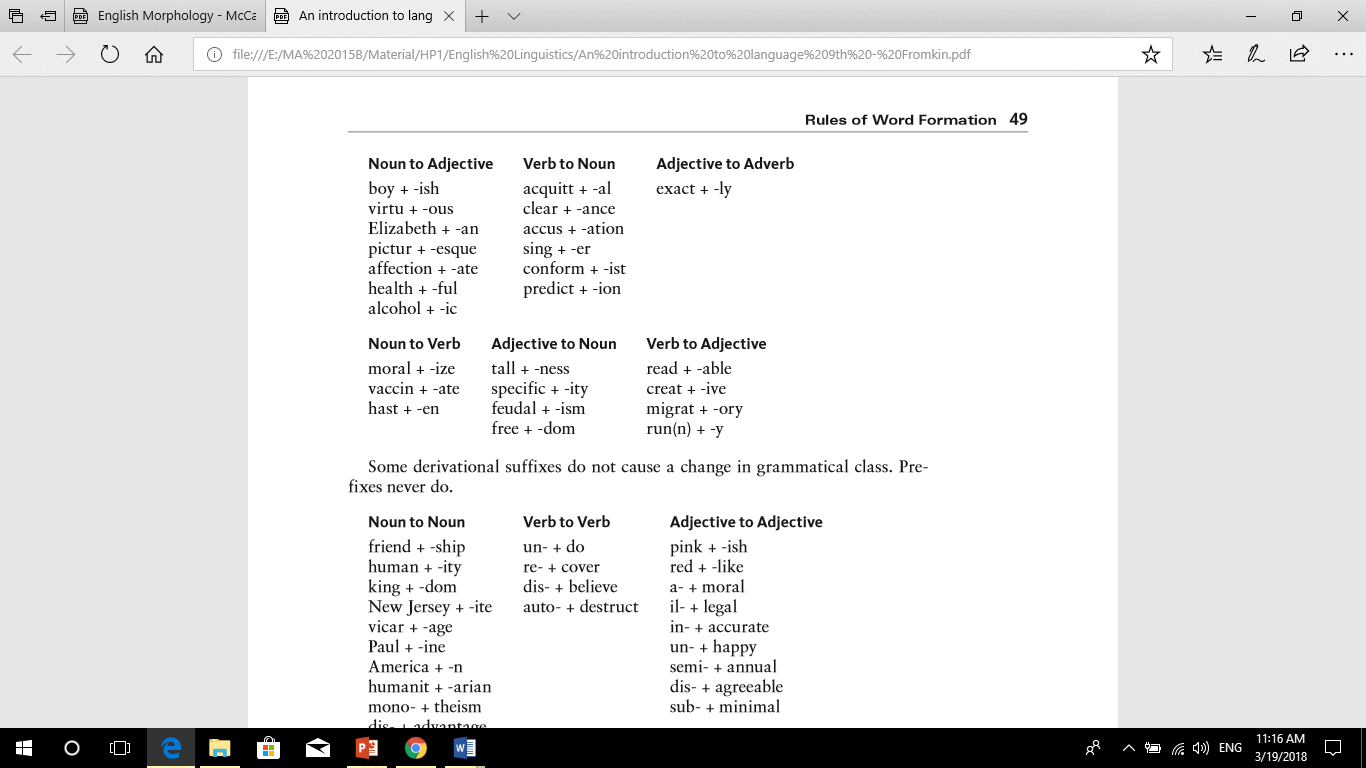 English Morphology - McCa
An introduction to lang
file:///E:/MA%202015B/Material/HP1/English%20Linguistics/An%20introduction%20to%20language%209th%20-%20Fromkin.pdf
Rules of Word Formation 49
Noun to Adjective Verb to Noun Adjective to Adverb
boy + -ish acquitt + -al exact + -ly
virtu + -ous clear + -ance
Elizabeth + -an accus + -ation
pictur + -esque sing + -er
affection + -ate conform + -ist
health + -ful predict + -ion
alcohol + -ic
Noun to Verb Adjective to Noun Verb to Adjective
moral + -ize tall + -ness read + -able
vaccin + -ate specific + -ity creat + -ive
hast + -en feudal + -ism migrat + -ory
free + -dom run(n) + -y
Some derivational suffixes do not cause a change in grammatical class. Pre-
fixes never do.
Noun to Noun Verb to Verb Adjective to Adjective
friend + -ship un- + do pink + -ish
human + -ity re- + cover red + -like
king + -dom dis- + believe a- + moral
New Jersey + -ite auto- + destruct il- + legal
vicar + -age in- + accurate
Paul + -ine un- + happy
America + -n semi- + annual
humanit + -arian dis- + agreeable
mono- + theism sub- + minimal
dis- + advantage
ENG
11:16 AM
3/19/2018